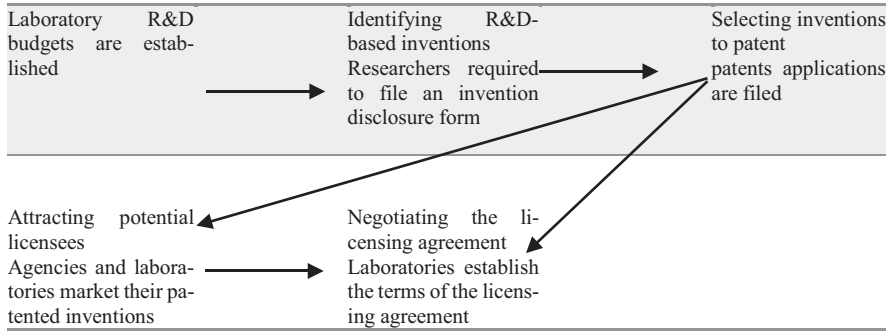 Laboratory R&D
budgets are estab-
lished
Identifying R&D-
based inventions
Researchers required
to file an invention
disclosure form
Selecting inventions
to patent
patents applications
are filed
Attracting potential
licensees
Agencies and labora-
tories market their pa-
tented inventions
Negotiating the li-
censing agreement
Laboratories establish
the terms of the licens-
ing agreement